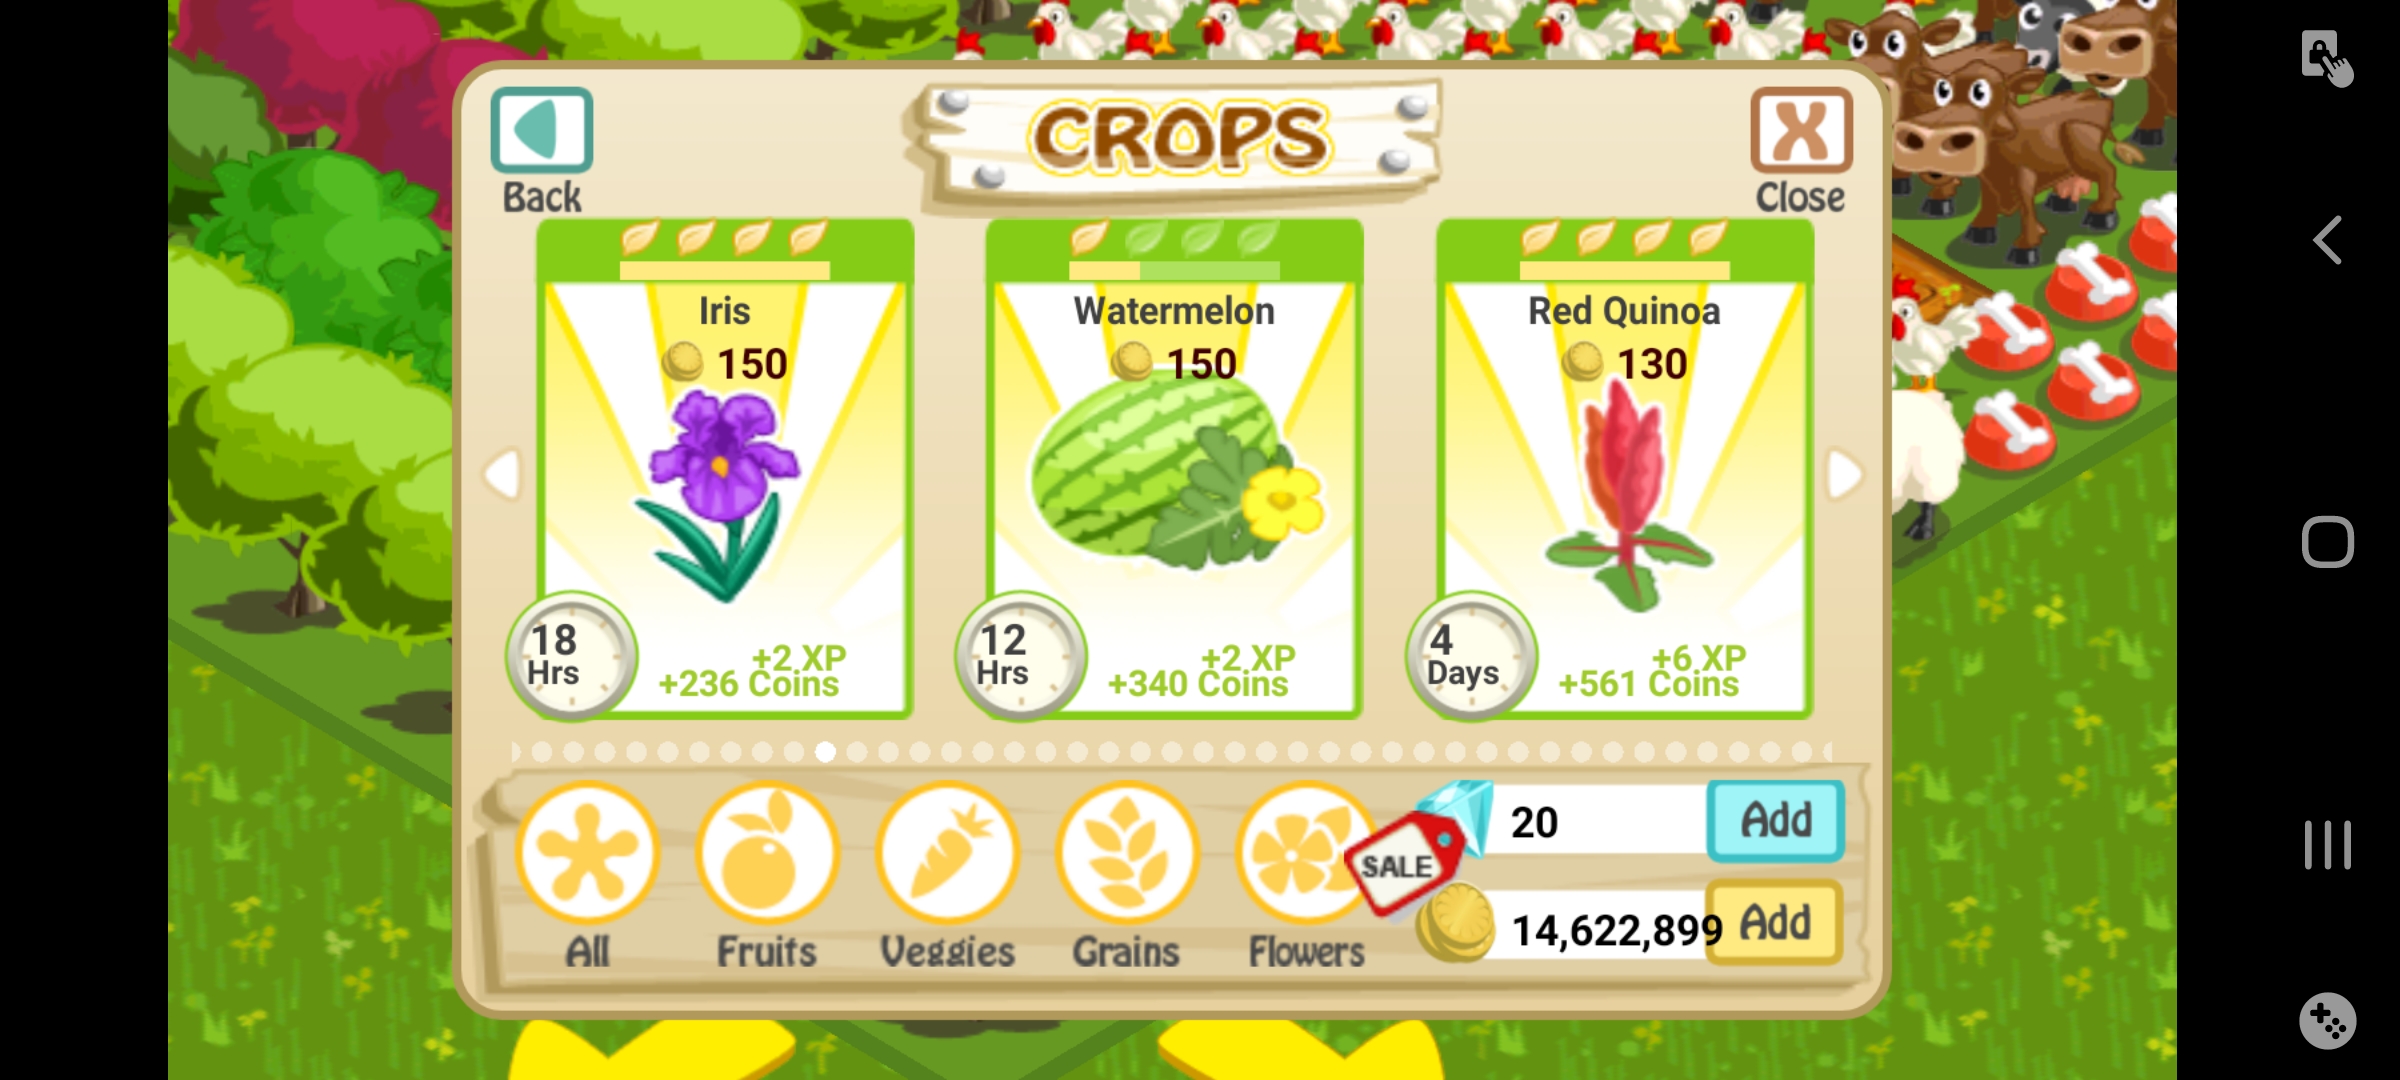 CROPS
Back
Close
Iris
150
18
Hrs
+2 XP
+236 Coins
Watermelon
150
12
Hrs
+2 XP
+340 Coins
Red Quinoa
130
4
Days
+6 XP
+561 Coins
All
Fruits
Veggies
Grains
Flowers
SALE
20
Add
14,622,899
Add